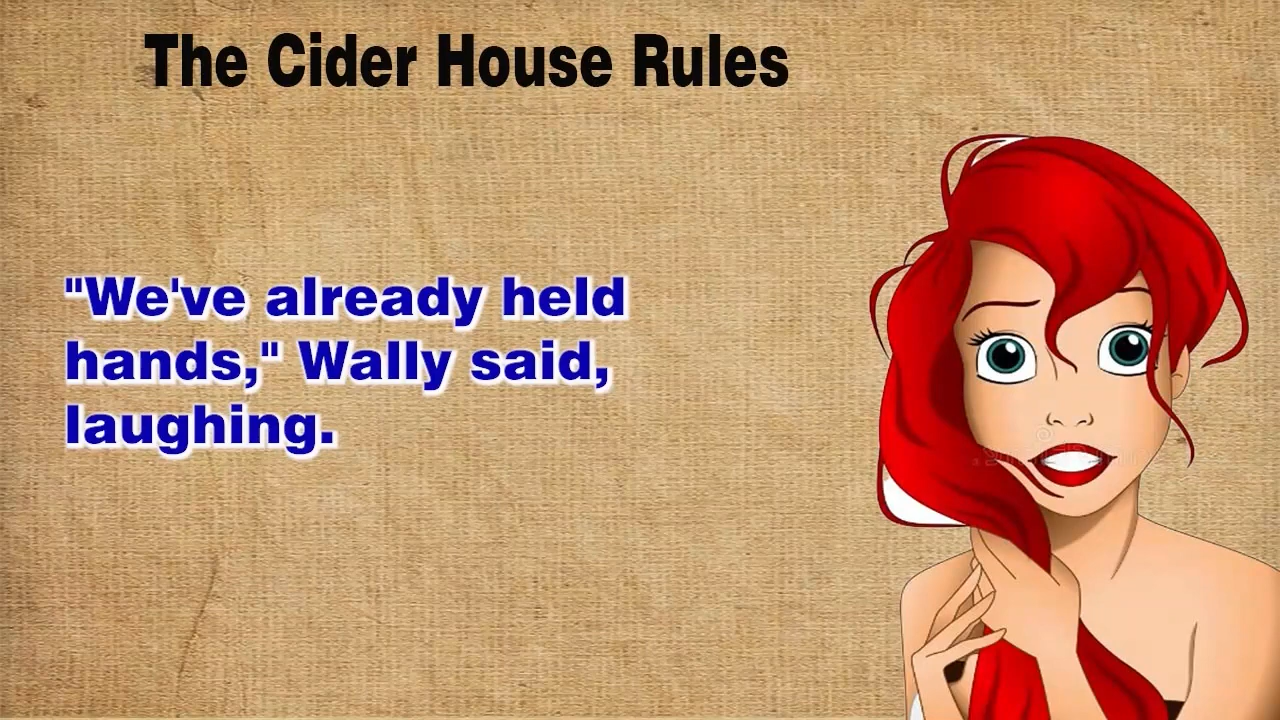 The Cider House Rules
"We've already held
hands," Wally said,
laughing.